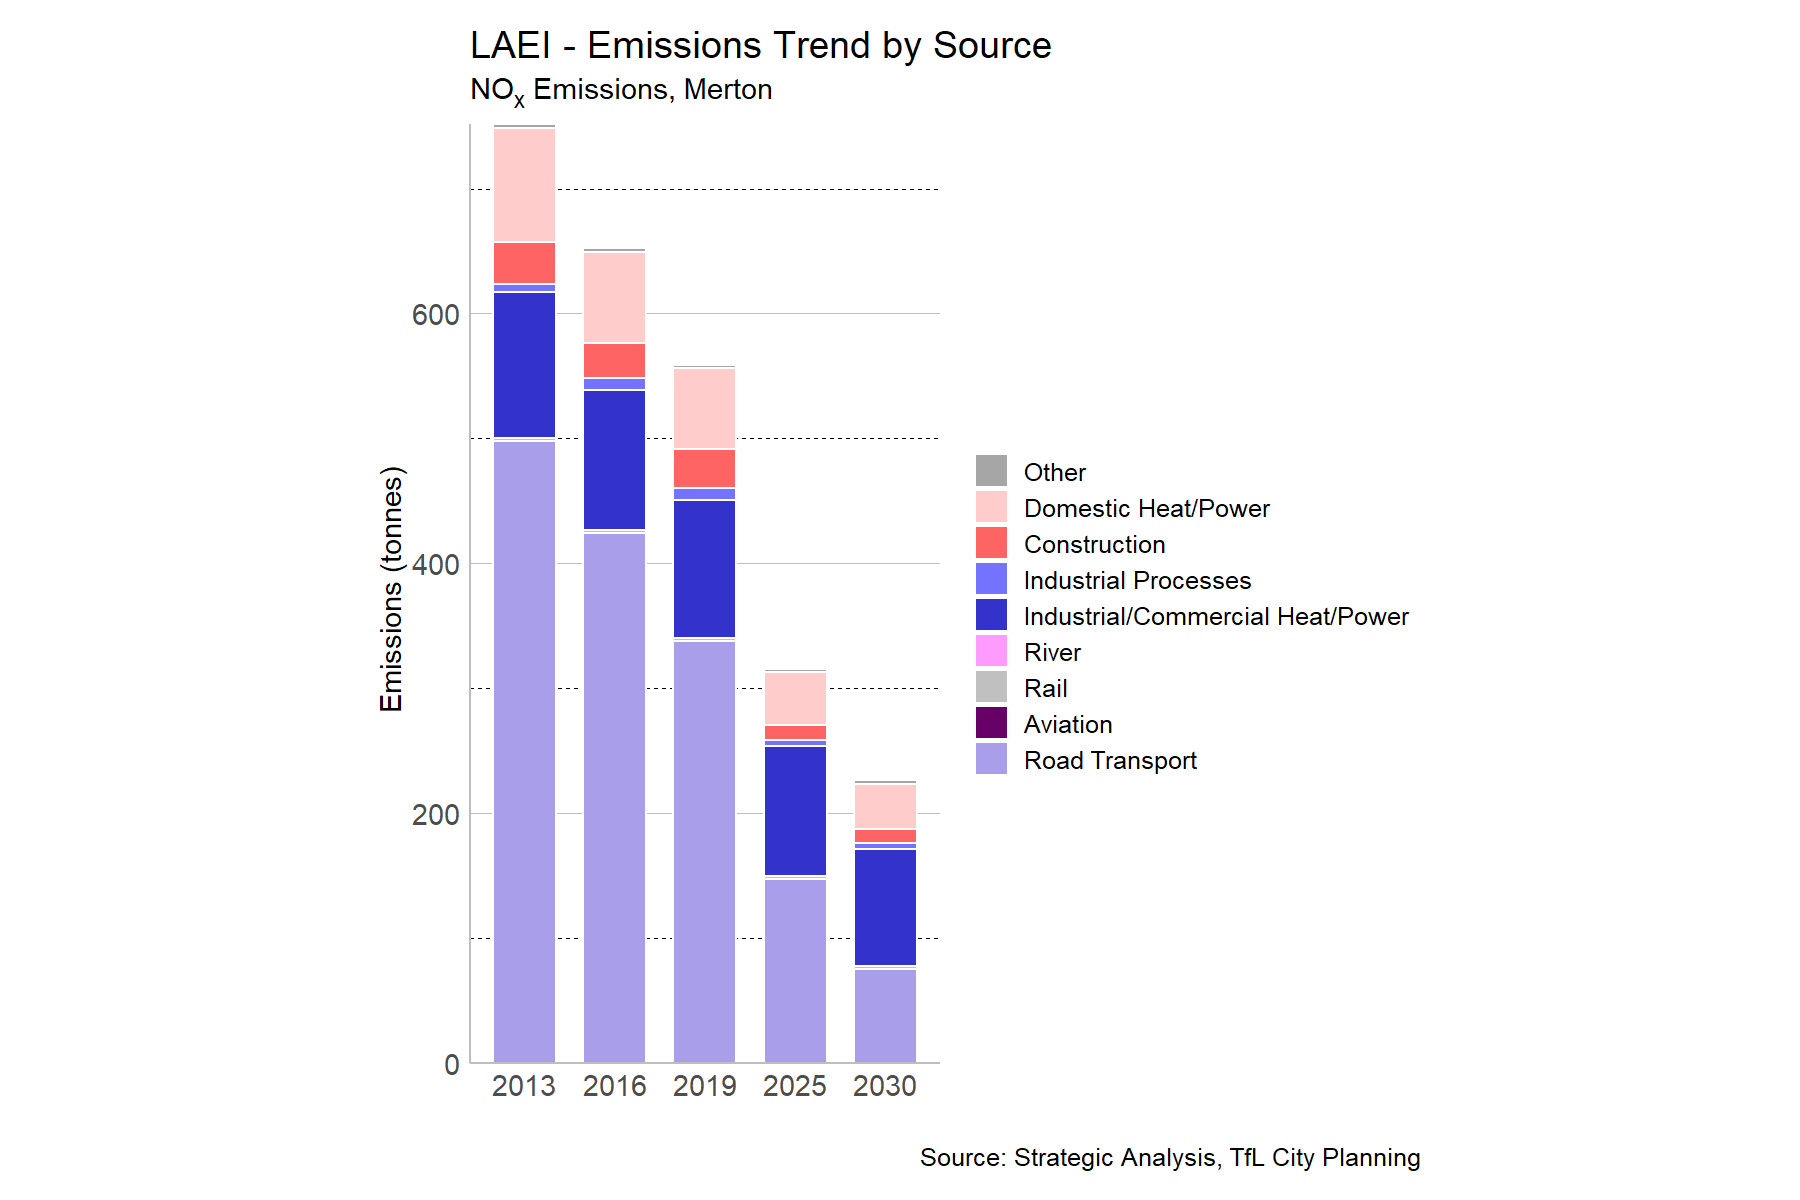 LAEI - Emissions Trend by Source
NOx Emissions, Merton
Emissions (tonnes)
600
400
200
0
2013 2016 2019 2025 2030
Other
Domestic Heat/Power
Construction
Industrial Processes
Industrial/Commercial Heat/Power
River
Rail
Aviation
Road Transport
Source: Strategic Analysis, TfL City Planning